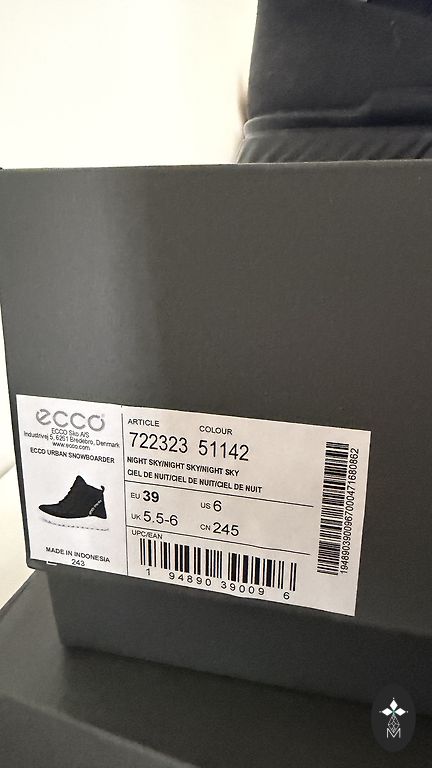 ecco
ECCO Sko A/S
Industrivej 5, 6261 Bredebro, Denmark
www.ecco.com
ECCO URBAN SNOWBOARDER
MADE IN INDONESIA
243
ARTICLE COLOUR
722323 51142
NIGHT SKY/NIGHT SKY/NIGHT SKY
CIEL DE NUIT/CIEL DE NUIT/CIEL DE NUIT
EU 39 US 6
UK 5.5-6 CN 245
UPC/EAN
1 94890 39009 6
194890390096700047168086​2
M